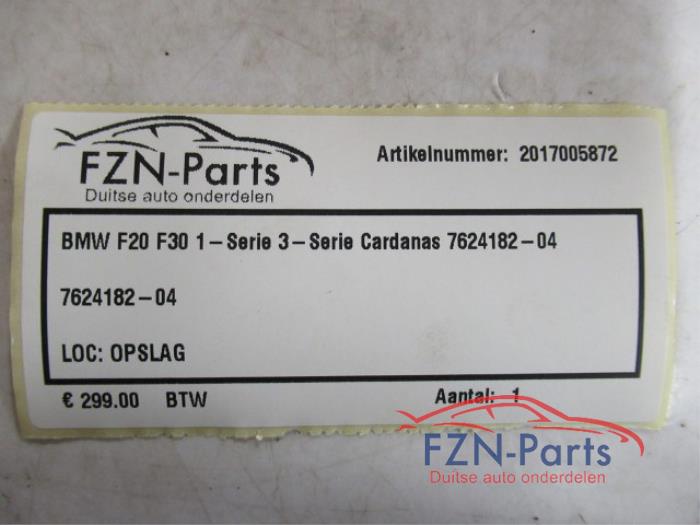 FZN-Parts
Duitse auto onderdelen
Artikelnummer: 2017005872
BMW F20 F30 1-Serie 3-Serie Cardanas 7624182-04
7624182-04
LOC: OPSLAG
€ 299.00 BTW
Aantal: 1
FZN-Parts
Duitse auto onderdelen